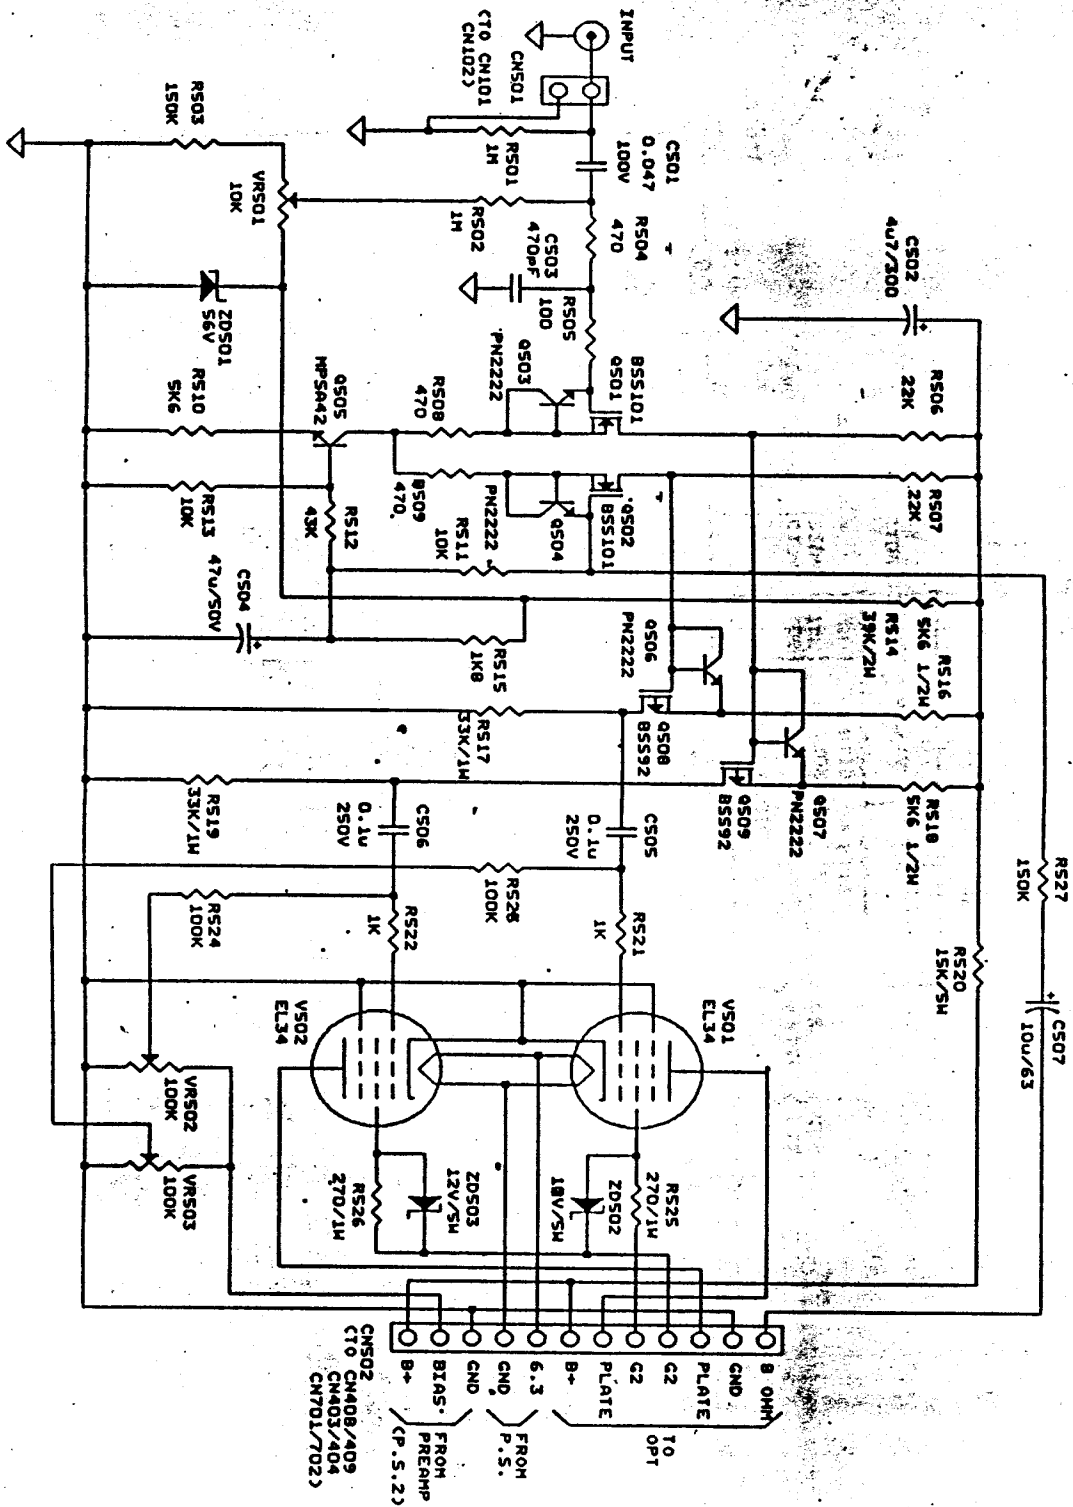 INPUT
CN501
(TO CN101
CN102)
R501
1M
C501
0.047
100V
R502
1M
R503
150K
VR501
10K
ZD501
56V
R504
470
C503
470pF
R505
100
C502
4u7/300
R506
22K
R507
22K
BSS101
Q501
Q503
PN2222
R508
470
Q505
MPSA42
R510
5K6
R509
470
PN2222
Q504
Q502
BSS101
R511
10K
R512
43K
R513
10K
C504
47u/50V
R515
1K8
R514
39K/2W
R516
5K6 1/2W
Q506
PN2222
Q508
BSS92
R517
33K/1W
Q507
PN2222
Q509
BSS92
R518
5K6 1/2W
R519
33K/1W
C506
0.1u
250V
C505
0.1u
250V
R524
100K
100K
R522
1K
R521
1K
R527
150K
R520
15K/5W
C507
10u/63
V501
EL34
V502
EL34
VR502
100K
VR503
100K
R525
270/1W
ZD502
/5W
ZD503
12V/5W
R526
270/1W
8 OHM
GND
PLATE
G2
G2
PLATE
B+
6.3
GND
GND
BIAS
B+
TO
OPT
FROM
P.S.
FROM
PREAMP
(P.S.2)
CN502
(TO CN408/409
CN403/404
CN701/702)